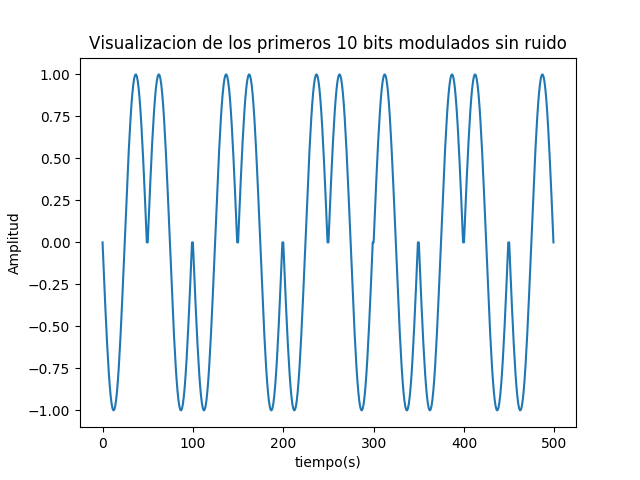 Visualizacion de los primeros 10 bits modulados sin ruido
1.00
0.75
0.50
0.25
0.00
−0.25
−0.50
−0.75
−1.00
Amplitud
0 100 200 300 400 500
tiempo(s)